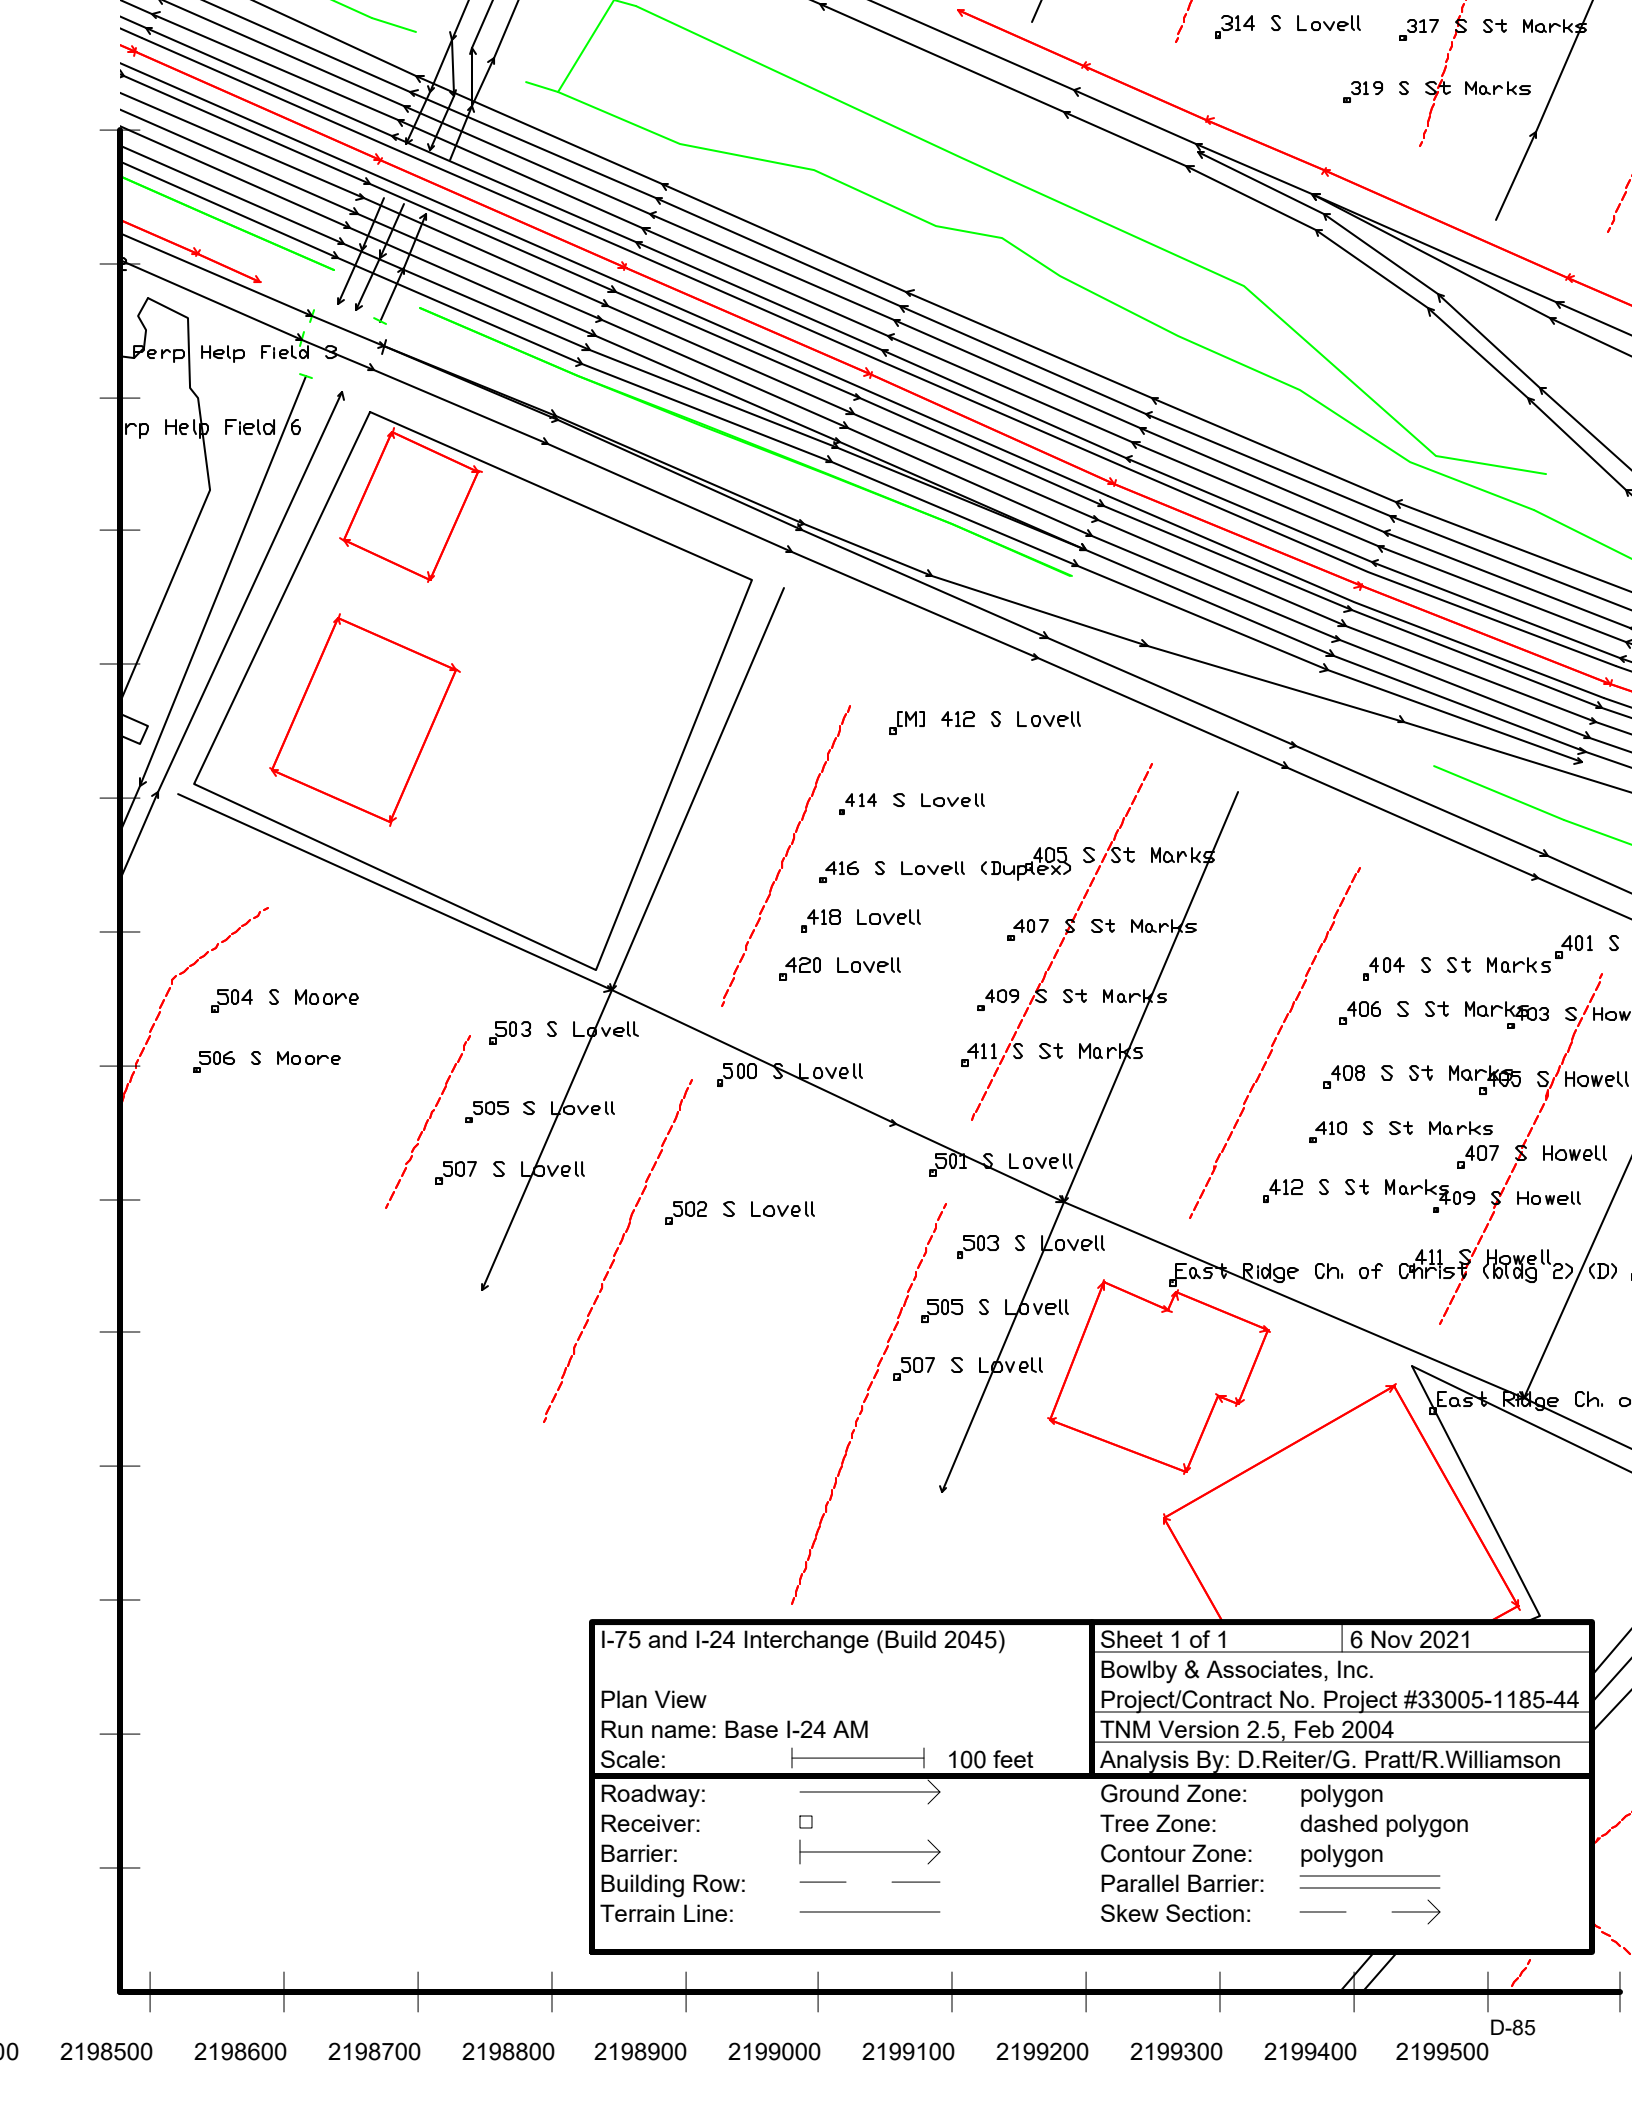 314 S Lovell
317 S St Marks
319 S St Marks
Perp Help Field 3
rp Help Field 6
[M] 412 S Lovell
414 S Lovell
405 S St Marks
416 S Lovell (Duplex)
418 Lovell
407 S St Marks
420 Lovell
401 S
404 S St Marks
504 S Moore
409 S St Marks
406 S St Marks
403 S How
503 S Lovell
506 S Moore
411 S St Marks
500 S Lovell
408 S St Marks
405 S Howell
505 S Lovell
410 S St Marks
407 S Howell
507 S Lovell
501 S Lovell
412 S St Marks
409 S Howell
502 S Lovell
503 S Lovell
411 S Howell
East Ridge Ch. of Christ (bldg 2) (D)
505 S Lovell
507 S Lovell
East Ridge Ch. o
I-75 and I-24 Interchange (Build 2045)
Plan View
Run name: Base I-24 AM
Scale: 100 feet
Sheet 1 of 1 6 Nov 2021
Bowlby & Associates, Inc.
Project/Contract No. Project #33005-1185-44
TNM Version 2.5, Feb 2004
Analysis By: D.Reiter/G. Pratt/R.Williamson
Roadway:
Receiver:
Barrier:
Building Row:
Terrain Line:
Ground Zone: polygon
Tree Zone: dashed polygon
Contour Zone: polygon
Parallel Barrier:
Skew Section:
D-85
00 2198500 2198600 2198700 2198800 2198900 2199000 2199100 2199200 2199300 2199400 2199500